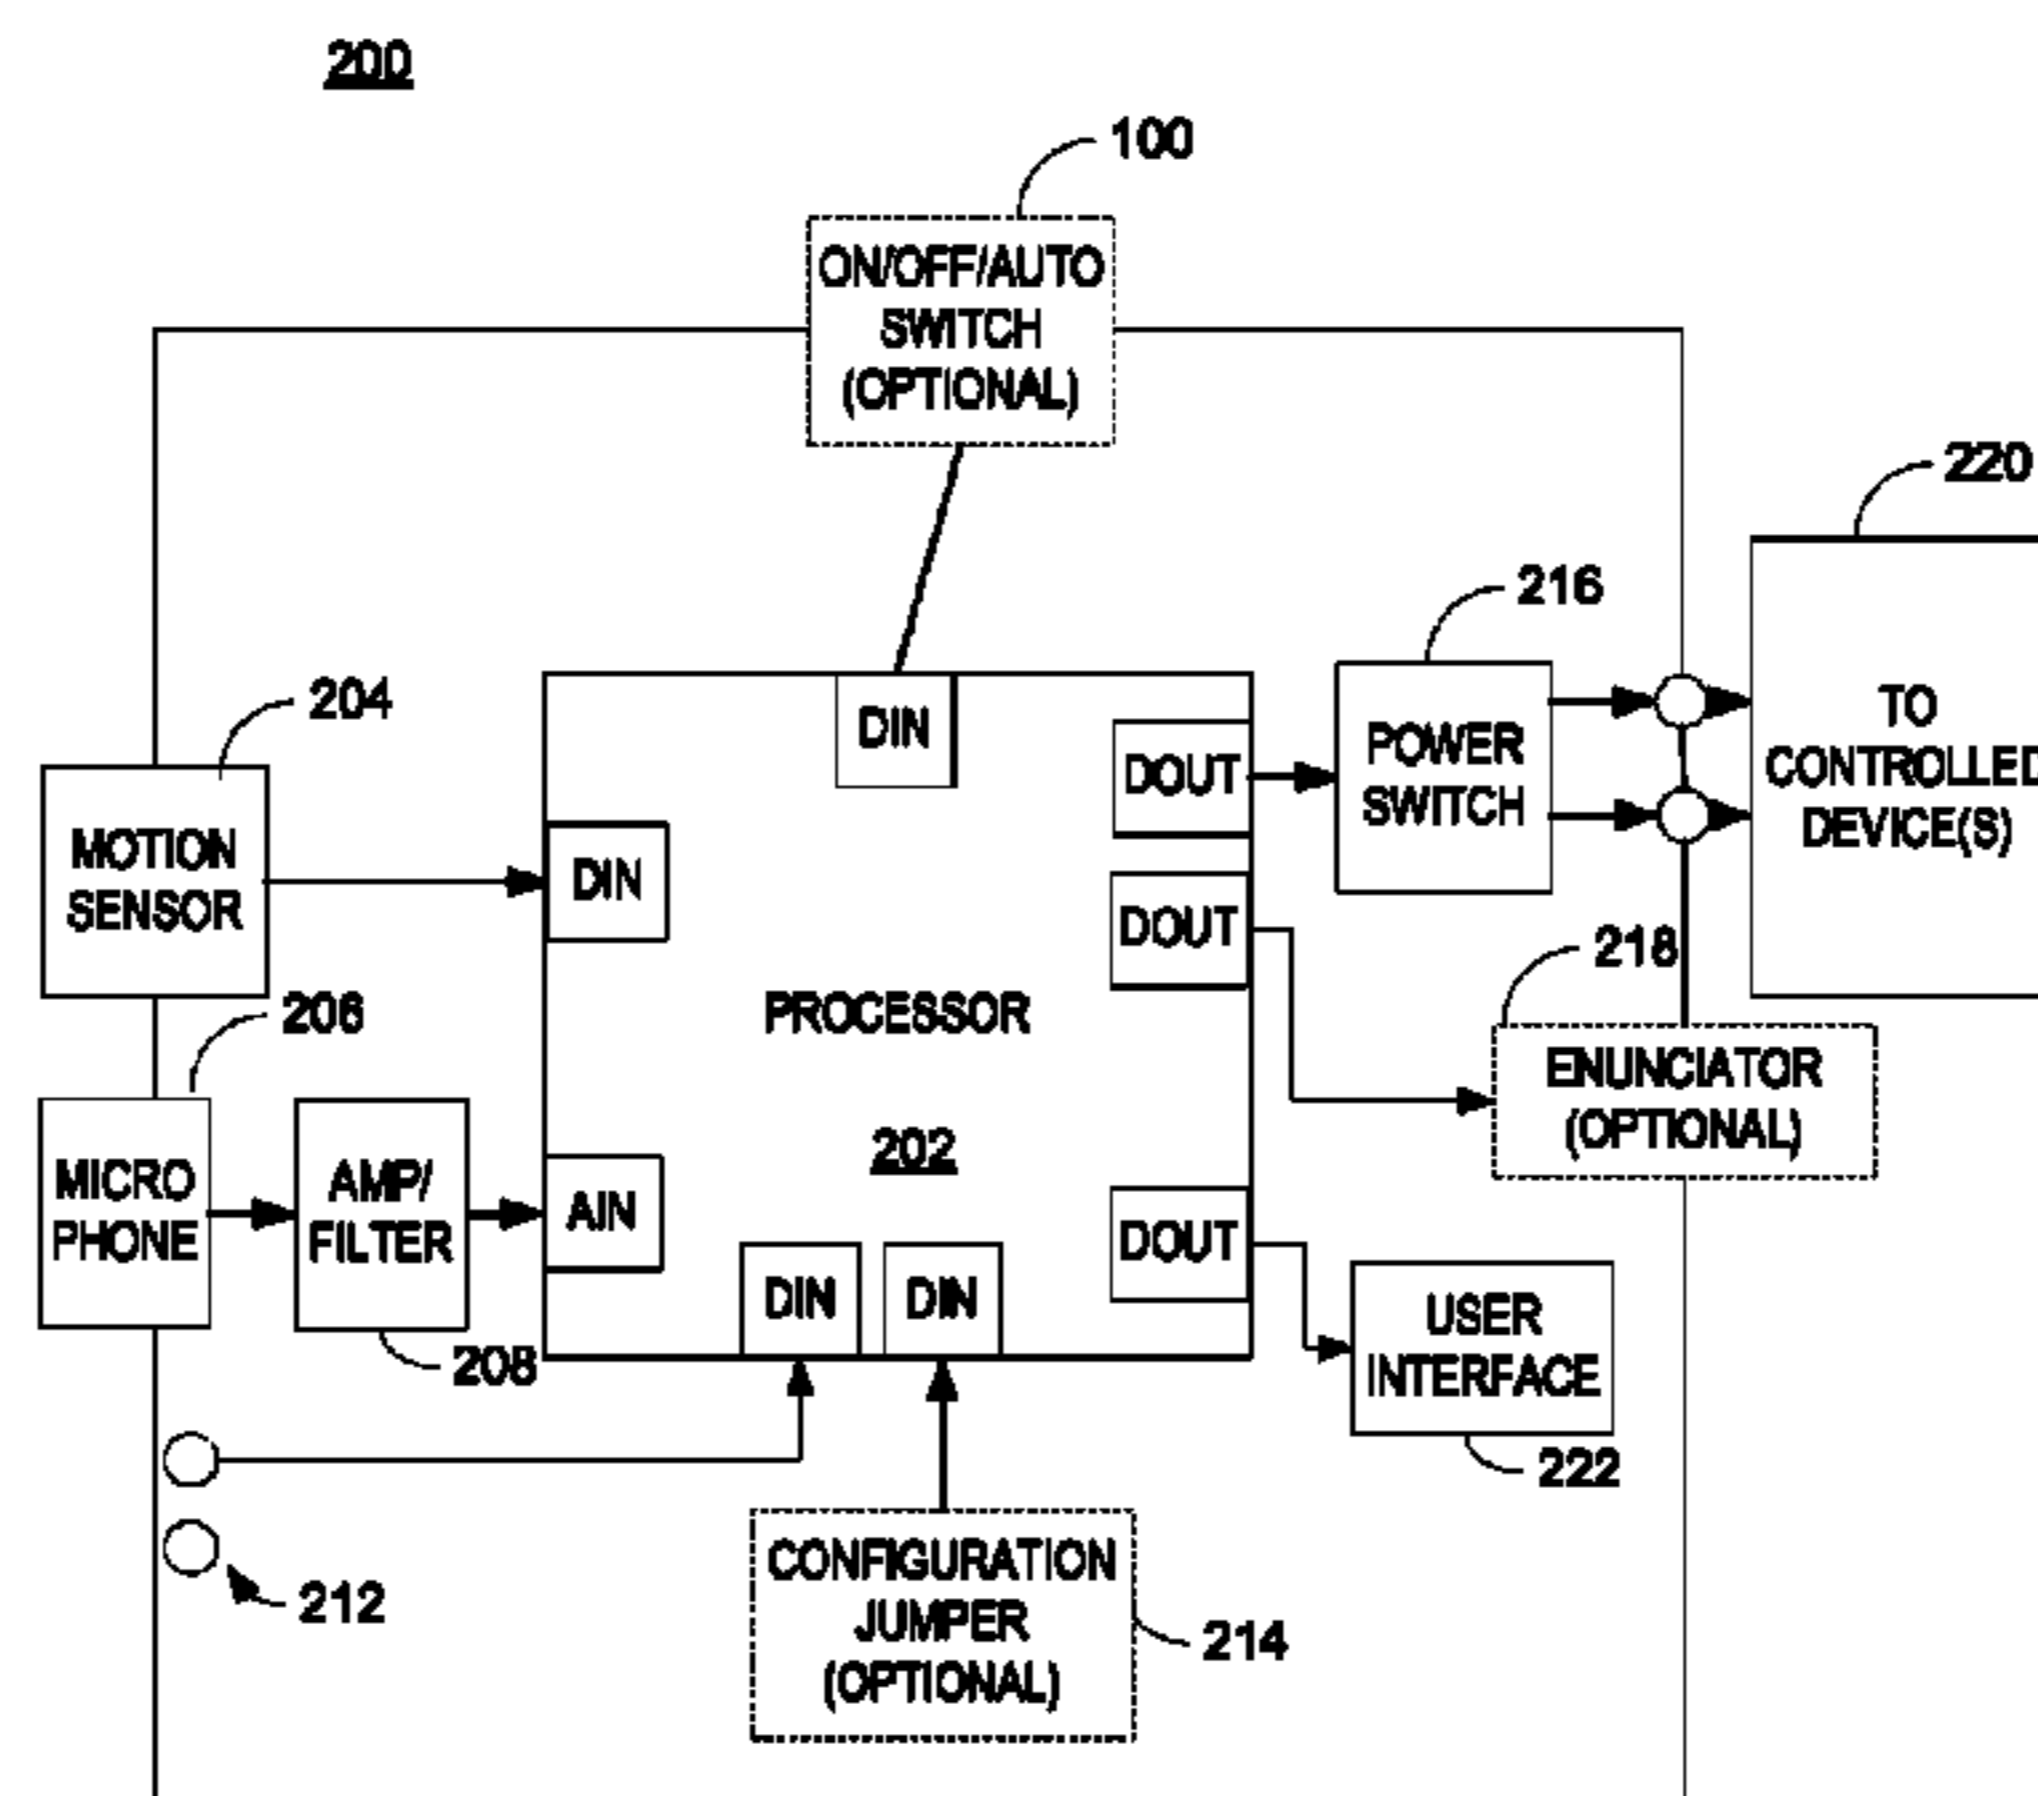 200
100
ON/OFF/AUTO
SWITCH
(OPTIONAL)
220
216
204
DIN
DOUT
POWER
SWITCH
TO
CONTROLLED
DEVICE(S)
MOTION
SENSOR
DIN
DOUT
218
206
PROCESSOR
202
ENUNCIATOR
(OPTIONAL)
MICRO
PHONE
AMP/
FILTER
AIN
DOUT
DIN
DIN
USER
INTERFACE
208
222
212
CONFIGURATION
JUMPER
(OPTIONAL)
214